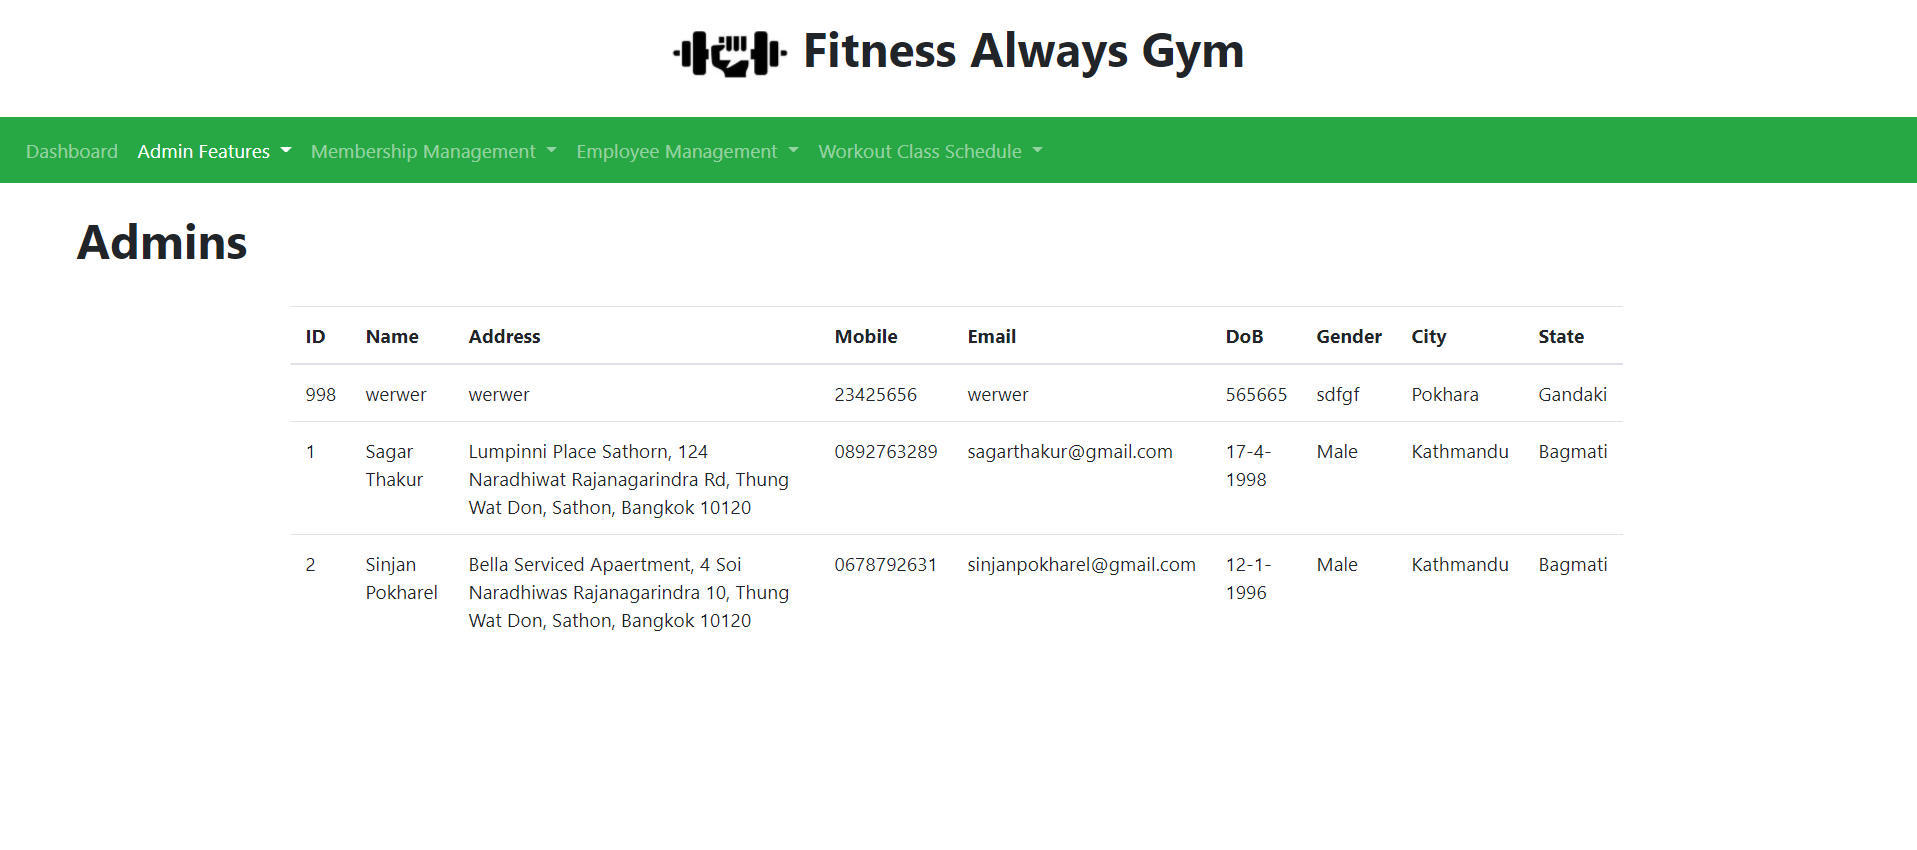 Fitness Always Gym
Dashboard Admin Features Membership Management Employee Management Workout Class Schedule
Admins
ID Name Address Mobile Email DoB Gender City State
998 werwer werwer 23425656 werwer 565665 sdfgf Pokhara Gandaki
1 Sagar Lumpinni Place Sathorn, 124 0892763289 sagarthakur@gmail.com 17-4- Male Kathmandu Bagmati
Thakur Naradhiwat Rajanagarindra Rd, Thung 1998
Wat Don, Sathon, Bangkok 10120
2 Sinjan Bella Serviced Apaertment, 4 Soi 0678792631 sinjanpokharel@gmail.com 12-1- Male Kathmandu Bagmati
Pokharel Naradhiwas Rajanagarindra 10, Thung 1996
Wat Don, Sathon, Bangkok 10120